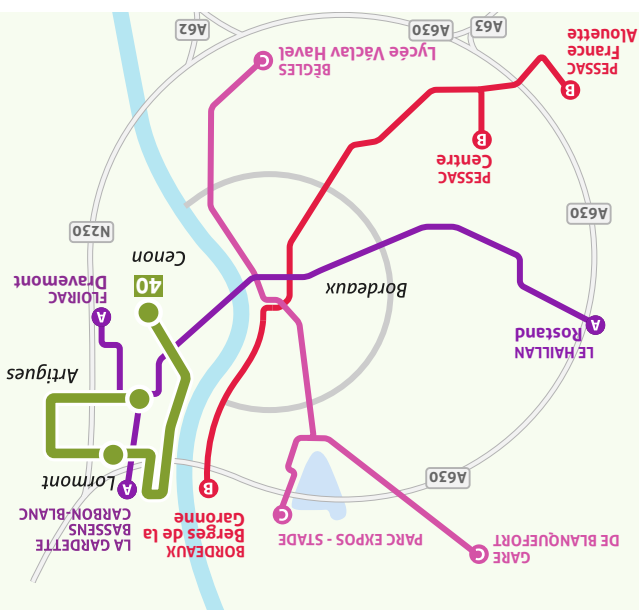 GARE
DE BLANQUEFORT
C
PARC EXPOS - STADE
C
BORDEAUX
Berges de la
Garonne
B
LA GARDETTE
BASSENS
CARBON-BLANC
A
A630
Lormont
Artigues
LE HAILLAN
Rostand
A
Bordeaux
40
Cenon
FLOIRAC
Dravemont
A
N230
A630
PESSAC
Centre
B
PESSAC
France
Alouette
B
BÈGLES
Lycée Václav Havel
C
A63
A630
A62